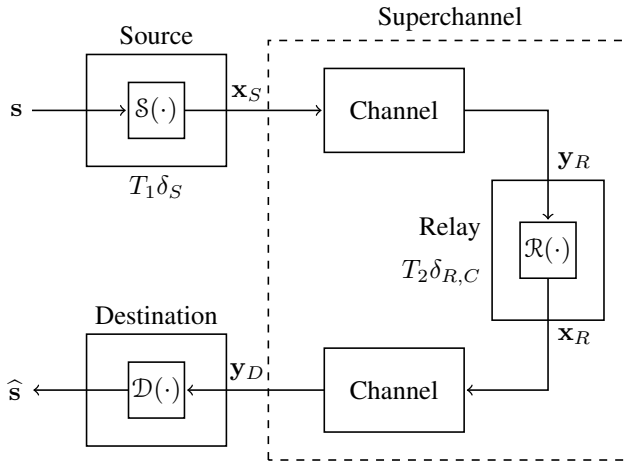 Superchannel
Source
s
𝒮(·)
x_S
Channel
T_1δ_S
y_R
Relay
T_2δ_{R,C}
ℛ(·)
x_R
Destination
ŝ
𝒟(·)
y_D
Channel